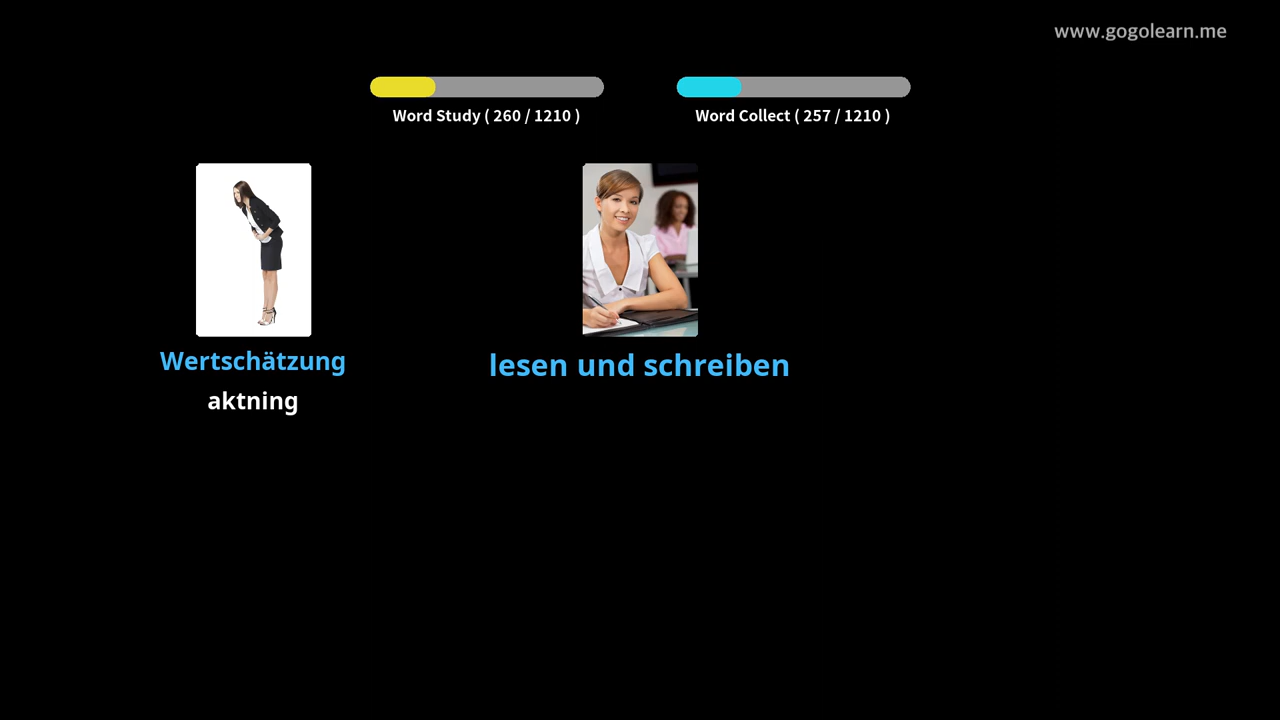 www.gogolearn.me
Word Study ( 260 / 1210 )
Word Collect ( 257 / 1210 )
Wertschätzung
aktning
lesen und schreiben